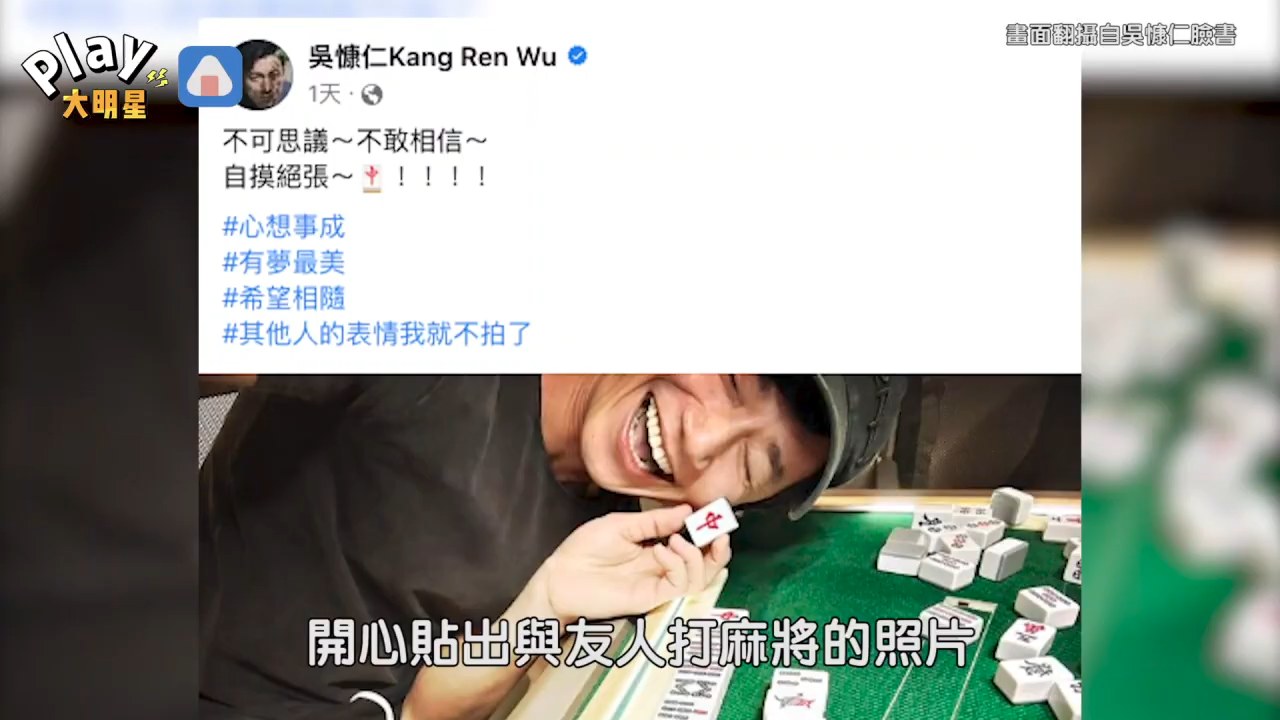 Play
大明星
畫面翻攝自吳慷仁臉書
吳慷仁Kang Ren Wu
1天
不可思議～不敢相信～
自摸絕張～🀄！！！！
#心想事成
#有夢最美
#希望相隨
#其他人的表情我就不拍了
中
開心貼出與友人打麻將的照片